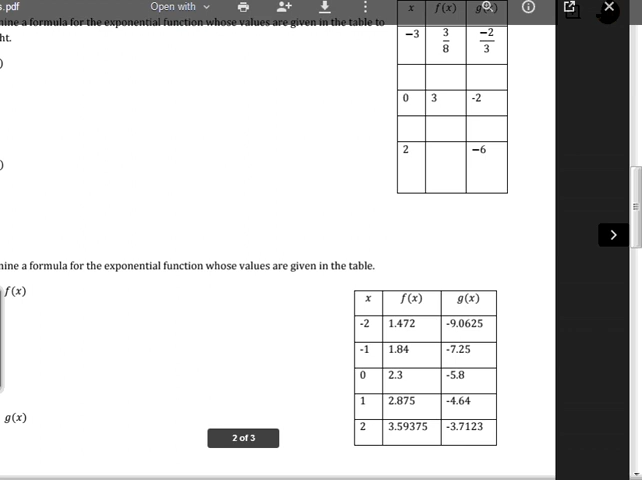 s.pdf Open with
nine a formula for the exponential function whose values are given in the table to
ht.
x f(x) g(x)
−3 3/8 −2/3
0 3 -2
2 −6
)
)
nine a formula for the exponential function whose values are given in the table.
f(x)
x f(x) g(x)
-2 1.472 -9.0625
-1 1.84 -7.25
0 2.3 -5.8
1 2.875 -4.64
2 3.59375 -3.7123
g(x)
2 of 3